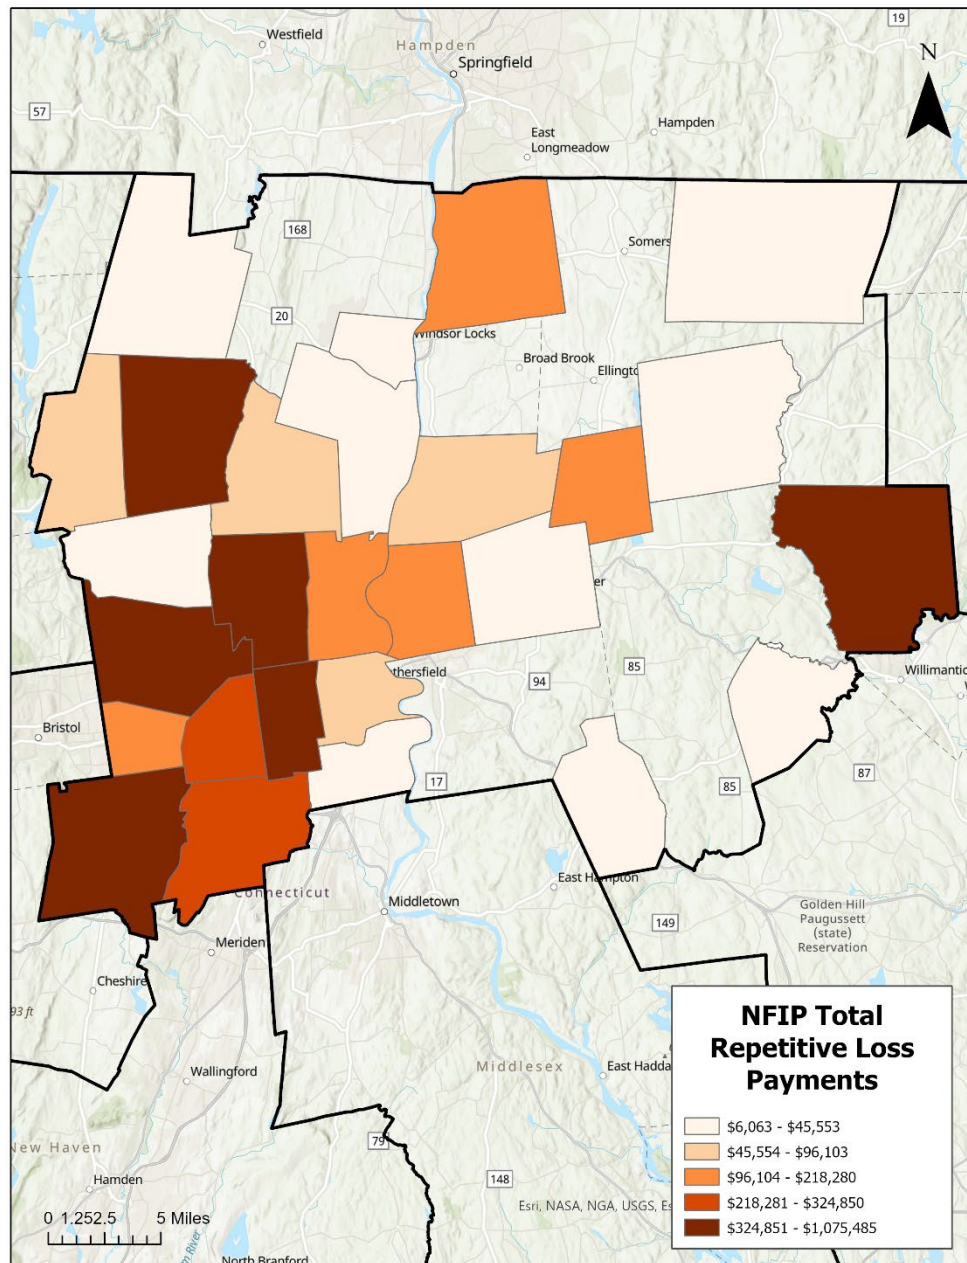 19
Westfield
Hampden
N
Springfield
57
Hampden
East
Longmeadow
168
Somers
20
Windsor Locks
Broad Brook
Ellingto
er
thersfield
85
94
Willimantic
Bristol
17
85
87
Connecticut
East Hampton
Middletown
149
Golden Hill
Paugussett
(state)
Reservation
Meriden
Cheshire
93 ft
NFIP Total
Repetitive Loss
Payments
Middlesex
East Hadda
Wallingford
$6,063 - $45,553
$45,554 - $96,103
$96,104 - $218,280
$218,281 - $324,850
$324,851 - $1,075,485
79
New Haven
148
Hamden
Esri, NASA, NGA, USGS, Es
0 1.252.5 5 Miles
North Branford